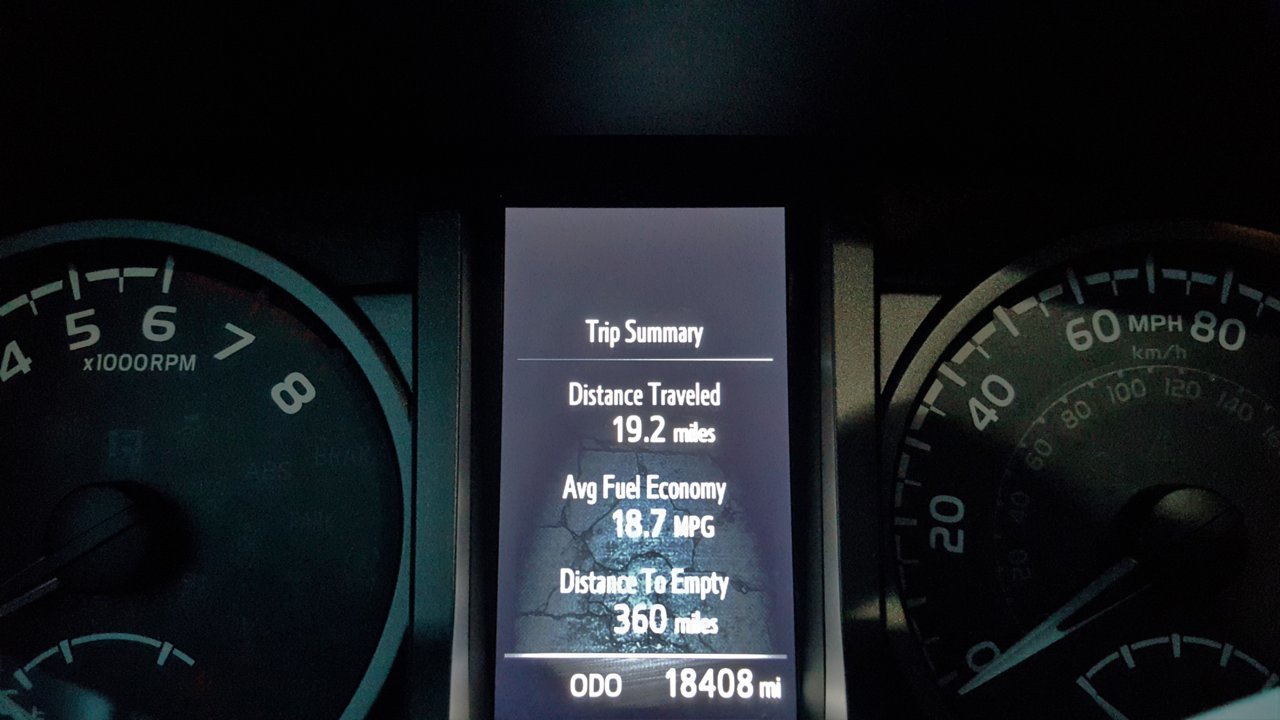 4
5
6
7
8
x1000RPM
Trip Summary
Distance Traveled
19.2 miles
Avg Fuel Economy
18.7 MPG
Distance To Empty
360 miles
ODO 18408 mi
0
20
40
60 MPH 80
km/h
60
80
100
120
140